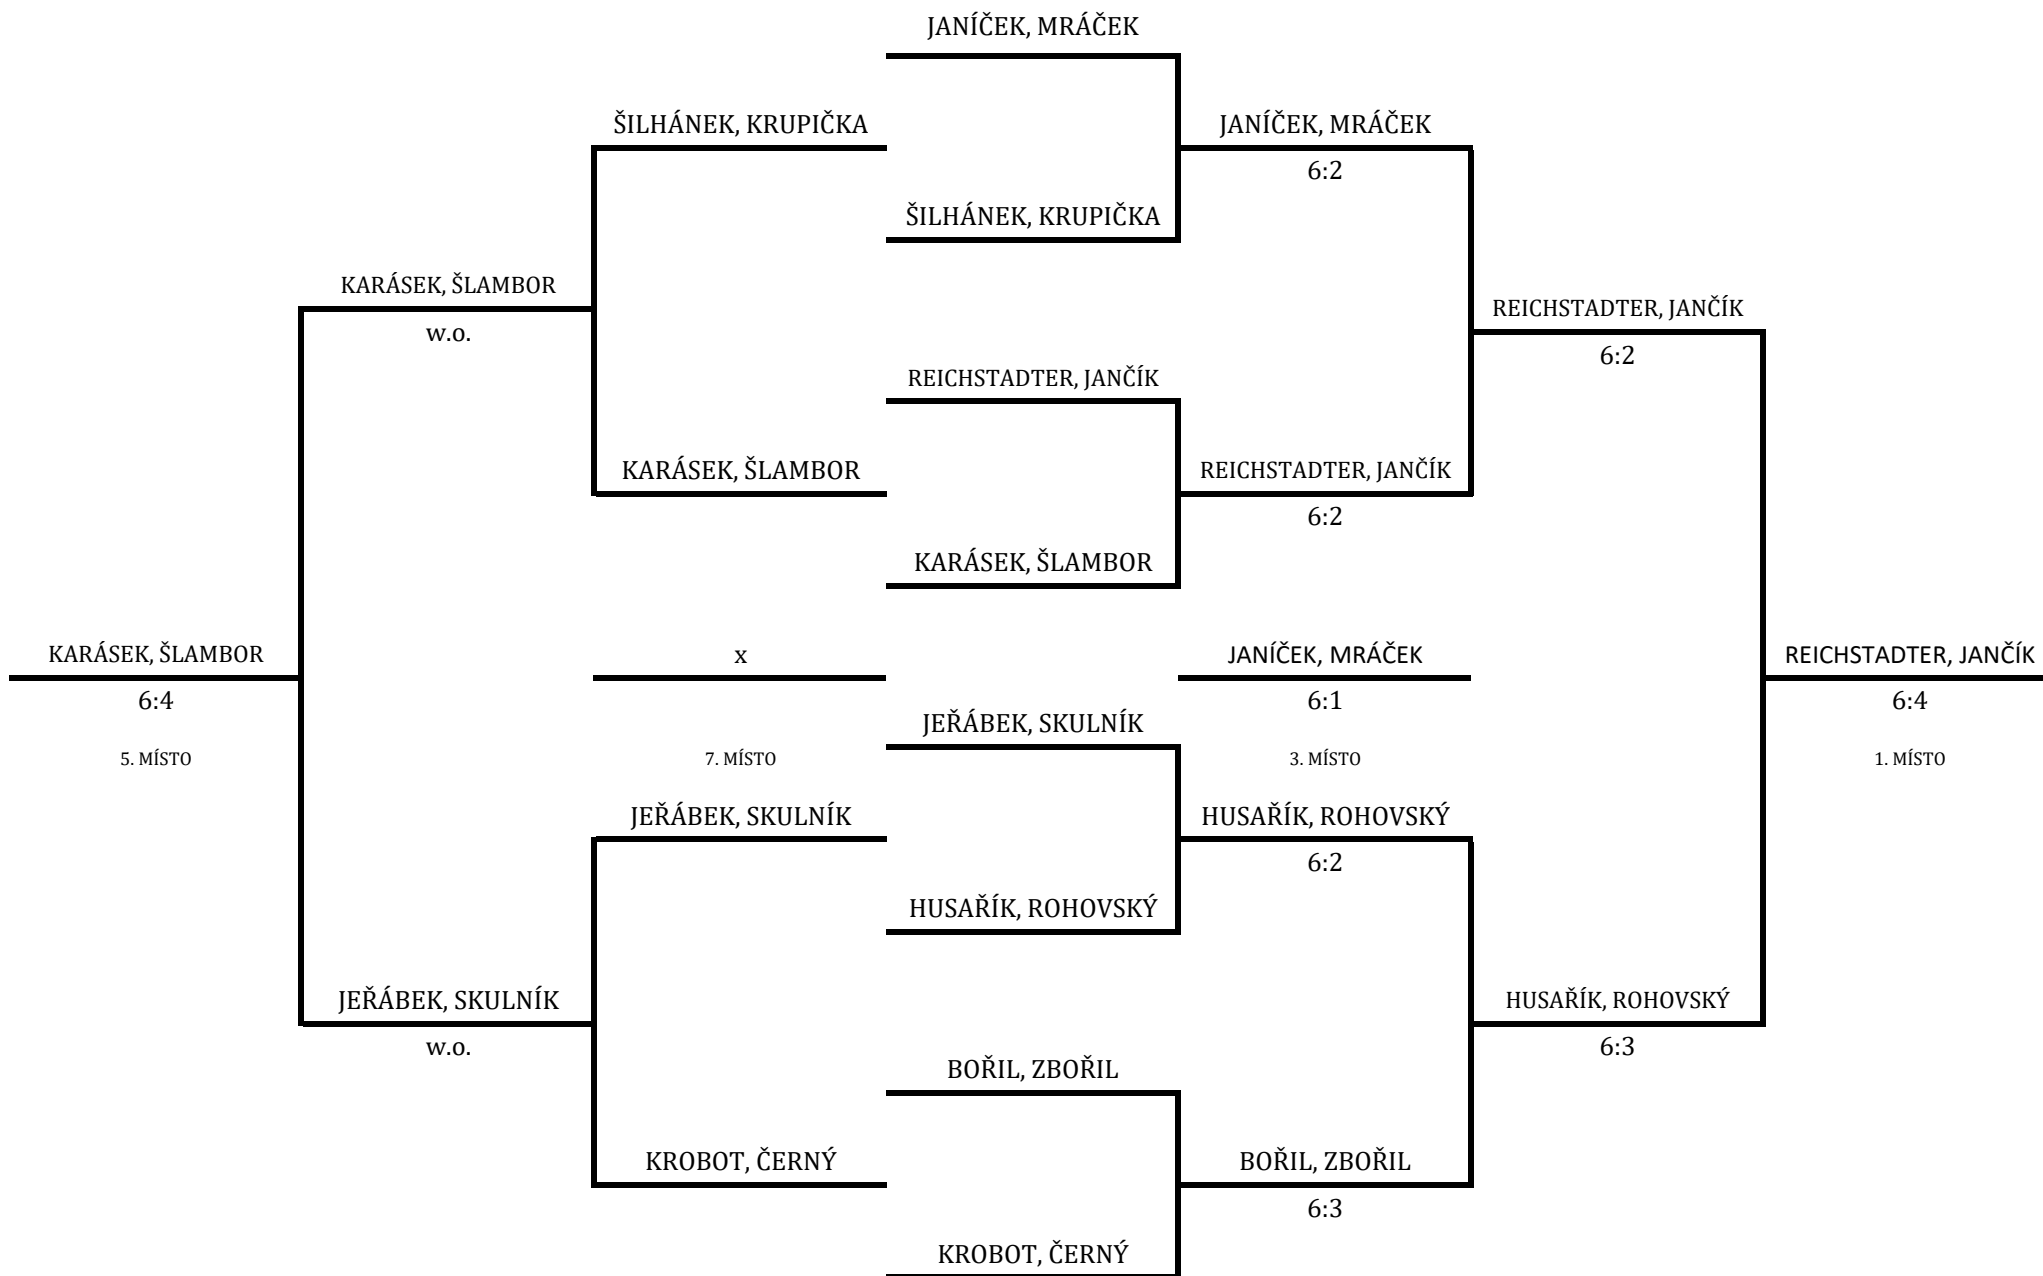 JANÍČEK, MRÁČEK
ŠILHÁNEK, KRUPIČKA
JANÍČEK, MRÁČEK
6:2
ŠILHÁNEK, KRUPIČKA
KARÁSEK, ŠLAMBOR
w.o.
REICHSTADTER, JANČÍK
6:2
REICHSTADTER, JANČÍK
KARÁSEK, ŠLAMBOR
REICHSTADTER, JANČÍK
6:2
KARÁSEK, ŠLAMBOR
KARÁSEK, ŠLAMBOR
6:4
5. MÍSTO
x
7. MÍSTO
JANÍČEK, MRÁČEK
6:1
3. MÍSTO
REICHSTADTER, JANČÍK
6:4
1. MÍSTO
JEŘÁBEK, SKULNÍK
JEŘÁBEK, SKULNÍK
HUSAŘÍK, ROHOVSKÝ
6:2
HUSAŘÍK, ROHOVSKÝ
JEŘÁBEK, SKULNÍK
w.o.
HUSAŘÍK, ROHOVSKÝ
6:3
BOŘIL, ZBOŘIL
KROBOT, ČERNÝ
BOŘIL, ZBOŘIL
6:3
KROBOT, ČERNÝ